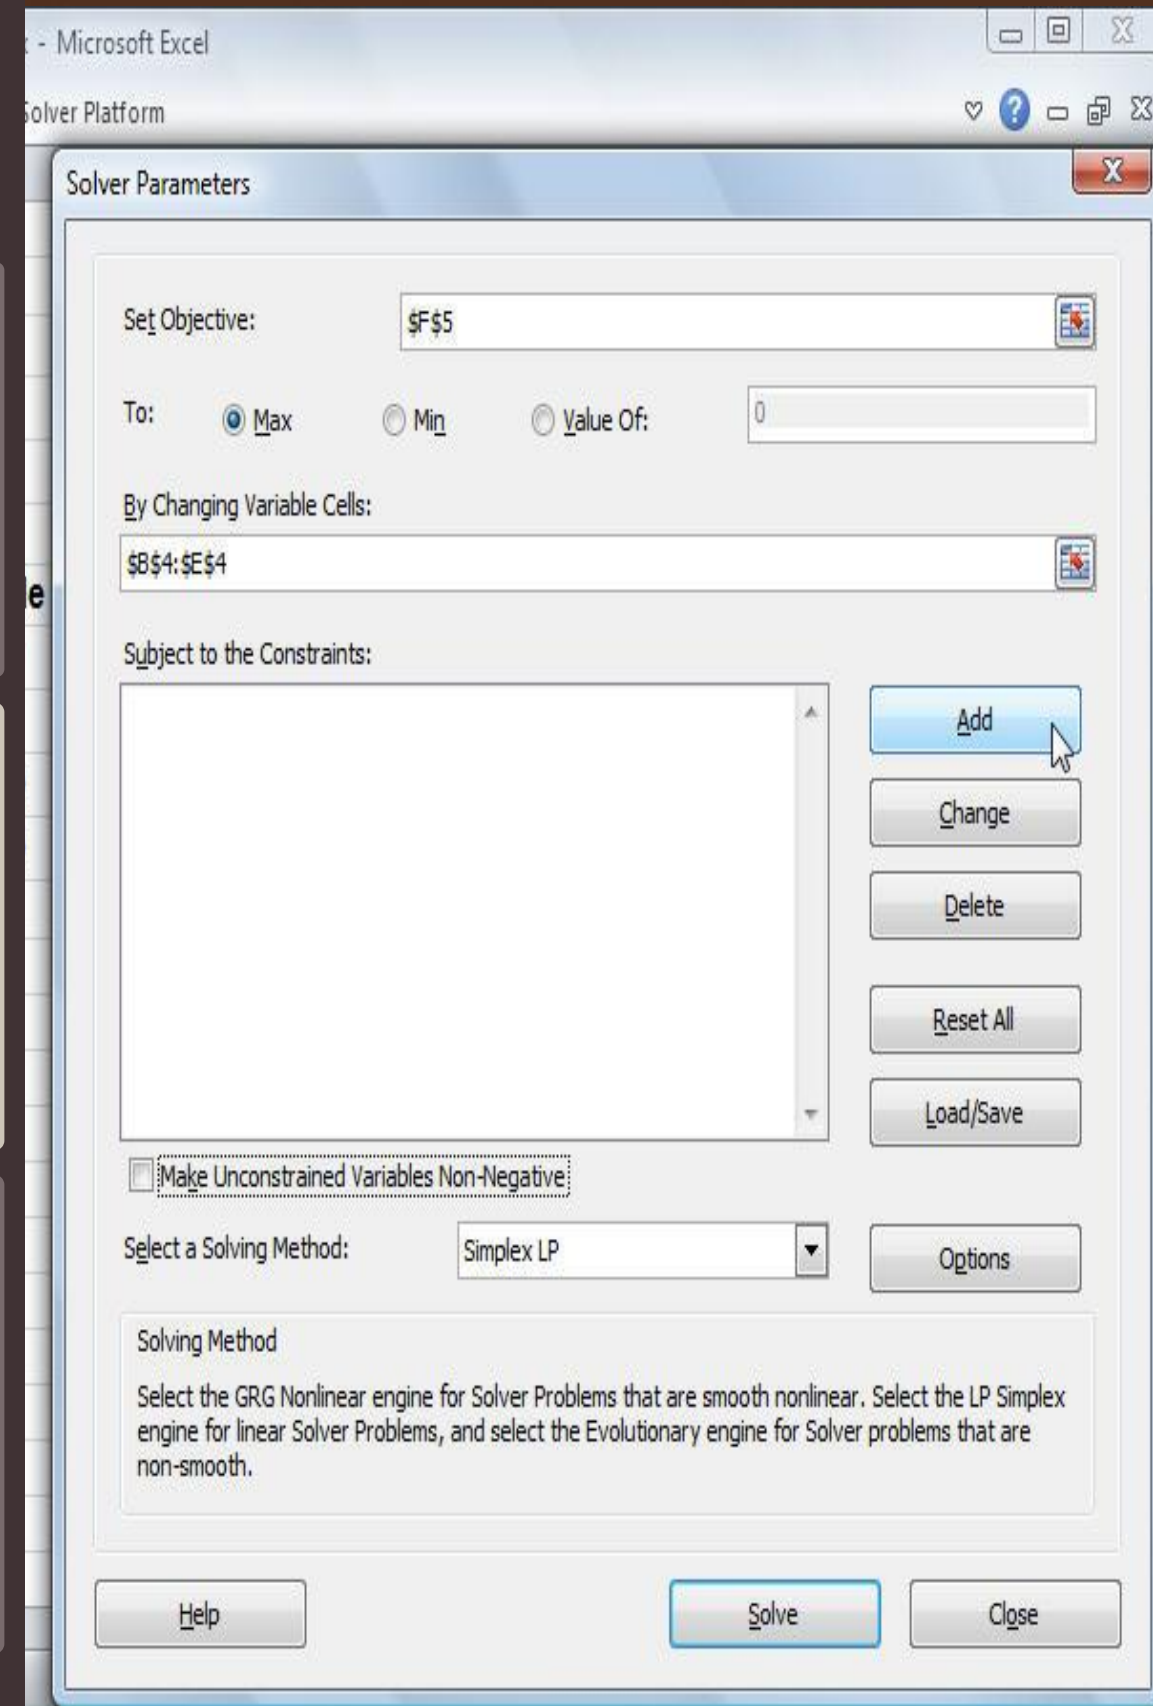 - Microsoft Excel
Solver Platform
Solver Parameters
Set Objective:
$F$5
To:
Max
Min
Value Of:
0
By Changing Variable Cells:
$B$4:$E$4
le
Subject to the Constraints:
Add
Change
Delete
Reset All
Load/Save
Make Unconstrained Variables Non-Negative
Select a Solving Method:
Simplex LP
Options
Solving Method
Select the GRG Nonlinear engine for Solver Problems that are smooth nonlinear. Select the LP Simplex
engine for linear Solver Problems, and select the Evolutionary engine for Solver problems that are
non-smooth.
Help
Solve
Close